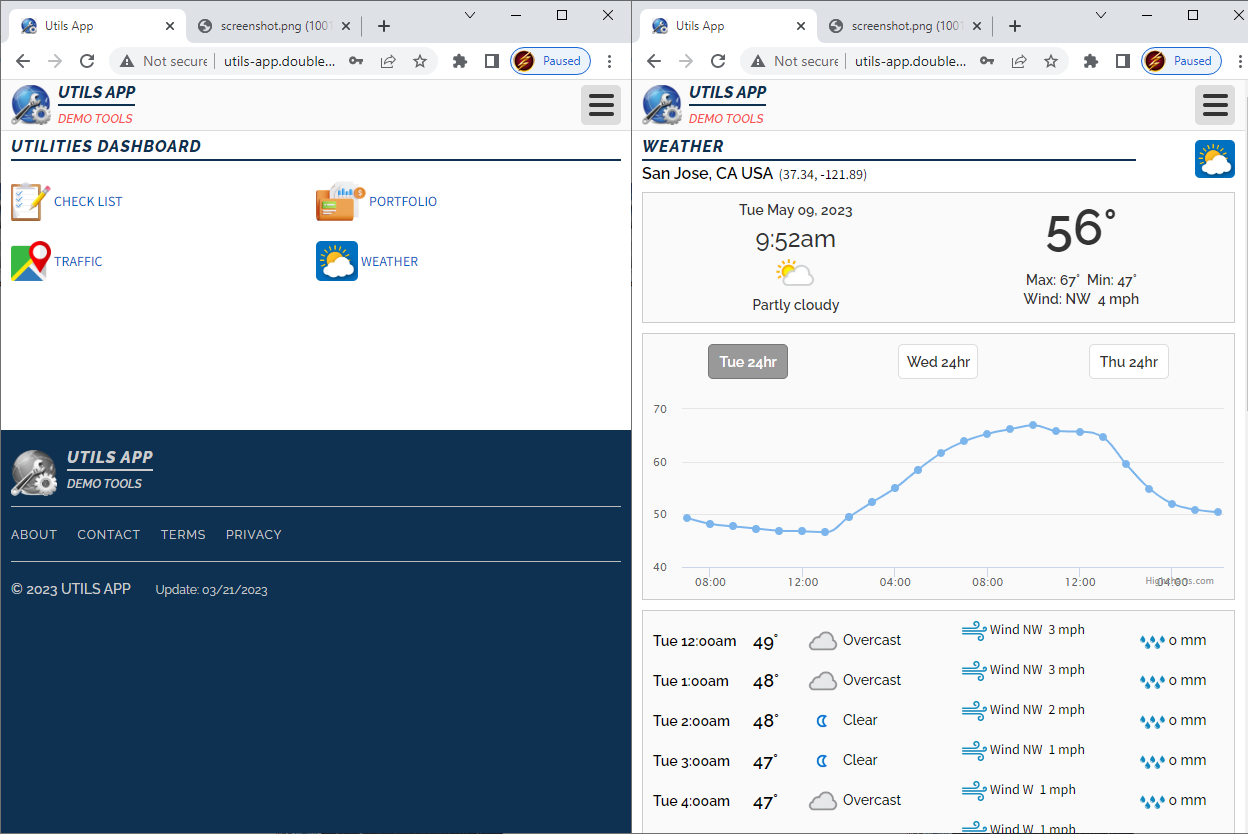 Utils App
screenshot.png (1001
Not secure
utils-app.double...
Paused
UTILS APP
DEMO TOOLS
UTILITIES DASHBOARD
CHECK LIST
PORTFOLIO
TRAFFIC
WEATHER
UTILS APP
DEMO TOOLS
ABOUT CONTACT TERMS PRIVACY
© 2023 UTILS APP Update: 03/21/2023
Utils App
screenshot.png (1001
Not secure
utils-app.double...
Paused
UTILS APP
DEMO TOOLS
WEATHER
San Jose, CA USA (37.34, -121.89)
Tue May 09, 2023
9:52am
Partly cloudy
56°
Max: 67° Min: 47°
Wind: NW 4 mph
Tue 24hr
Wed 24hr
Thu 24hr
70
60
50
40
08:00 12:00 04:00 08:00 12:00 04:00
Highcharts.com
Tue 12:00am 49° Overcast Wind NW 3 mph 0 mm
Tue 1:00am 48° Overcast Wind NW 3 mph 0 mm
Tue 2:00am 48° Clear Wind NW 2 mph 0 mm
Tue 3:00am 47° Clear Wind NW 1 mph 0 mm
Tue 4:00am 47° Overcast Wind W 1 mph 0 mm
Wind W 1 mph